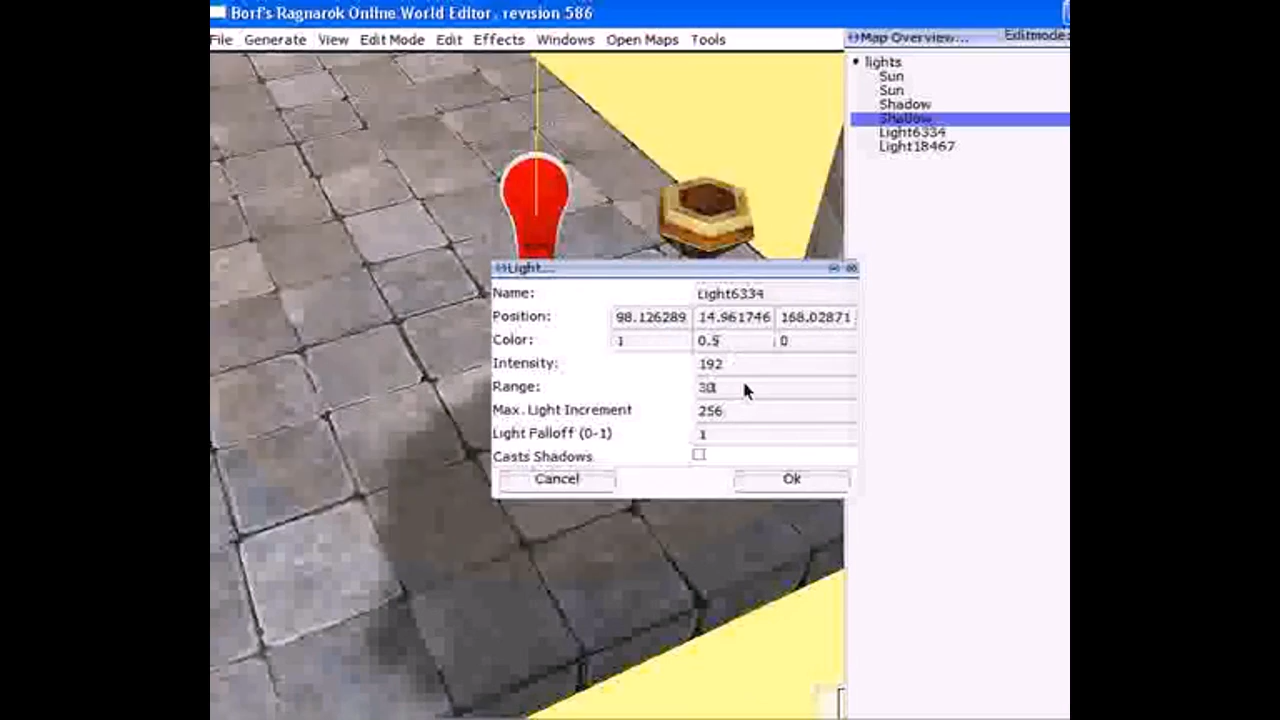 Borf's Ragnarok Online World Editor, revision 586
File Generate View Edit Mode Edit Effects Windows Open Maps Tools
Map Overview... Editmode:
lights
Sun
Sun
Shadow
Shadow
Light6334
Light18467
Light...
Name: Light6334
Position: 98.126289 14.961746 168.02871
Color: 1 0.5 0
Intensity: 192
Range:
Max. Light Increment 256
Light Falloff (0-1) 1
Casts Shadows
Cancel Ok